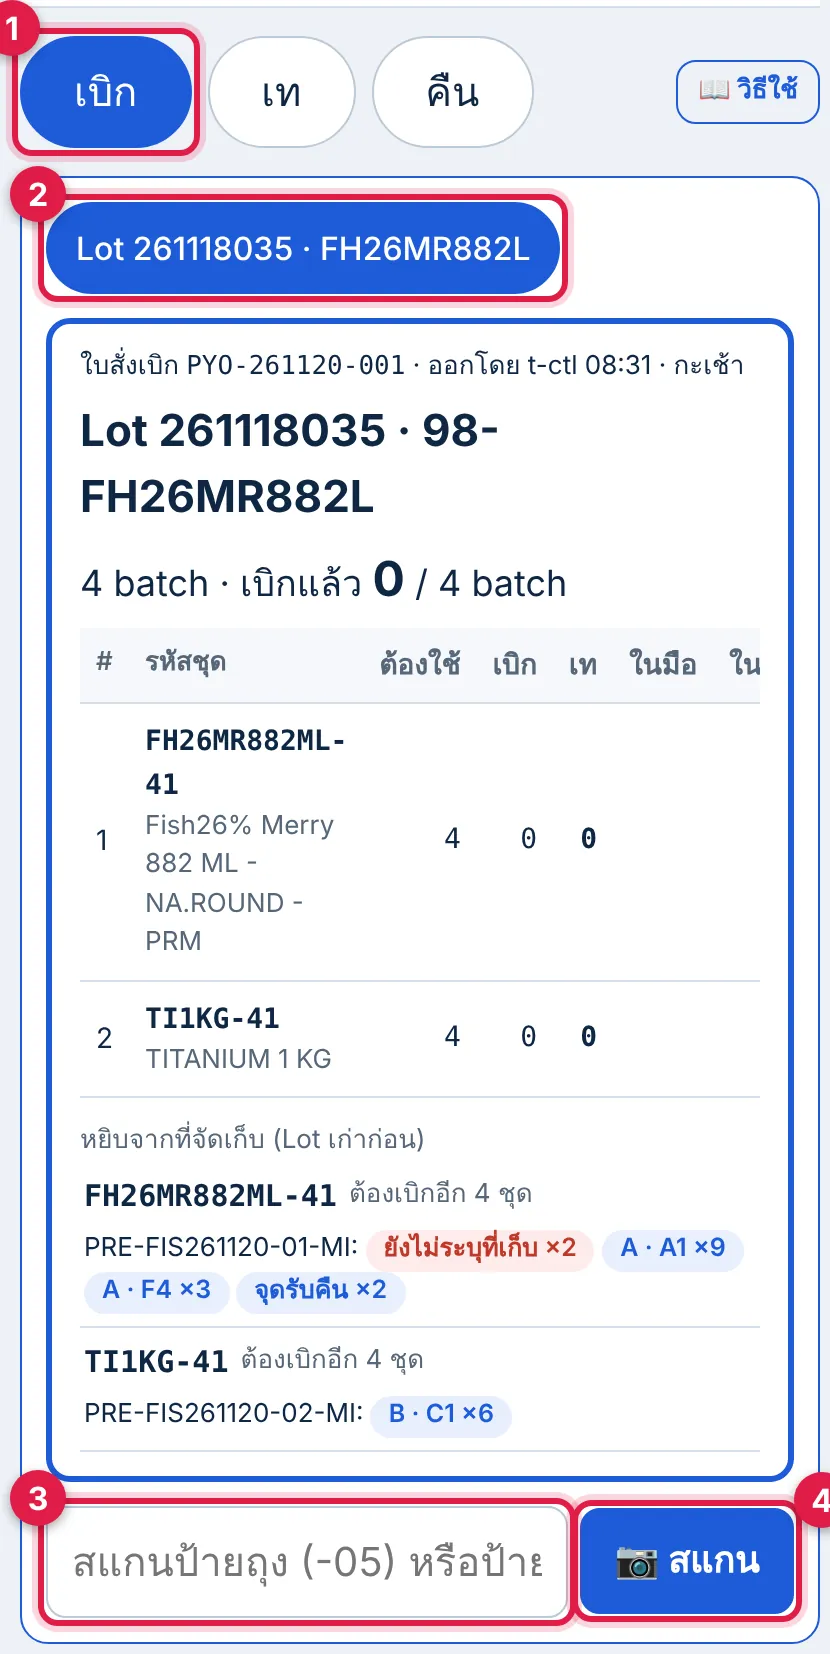 1
เบิก
เท
คืน
📖 วิธีใช้
2
Lot 261118035 · FH26MR882L
ใบสั่งเบิก PYO-261120-001 · ออกโดย t-ctl 08:31 · กะเช้า
Lot 261118035 · 98-
FH26MR882L
4 batch · เบิกแล้ว 0 / 4 batch
# รหัสชุด ต้องใช้ เบิก เท ในมือ ใน
FH26MR882ML-
41
1 4 0 0
Fish26% Merry
882 ML -
NA.ROUND -
PRM
2 TI1KG-41 4 0 0
TITANIUM 1 KG
หยิบจากที่จัดเก็บ (Lot เก่าก่อน)
FH26MR882ML-41 ต้องเบิกอีก 4 ชุด
PRE-FIS261120-01-MI: ยังไม่ระบุที่เก็บ ×2 A · A1 ×9
A · F4 ×3 จุดรับคืน ×2
TI1KG-41 ต้องเบิกอีก 4 ชุด
PRE-FIS261120-02-MI: B · C1 ×6
3
สแกนป้ายถุง (-05) หรือป้าย
4
📷 สแกน